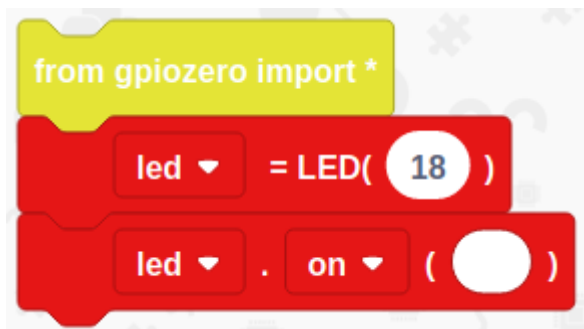 from gpiozero import *
led = LED( 18 )
led . on ( )